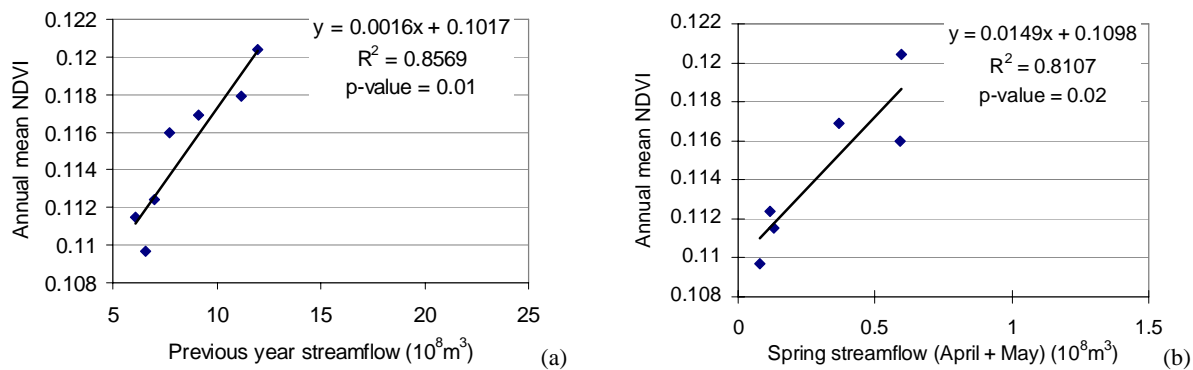 y = 0.0016x + 0.1017
R² = 0.8569
p-value = 0.01
Annual mean NDVI
0.122
0.12
0.118
0.116
0.114
0.112
0.11
0.108
5 10 15 20 25
Previous year streamflow (10⁸m³)
(a)
y = 0.0149x + 0.1098
R² = 0.8107
p-value = 0.02
Annual mean NDVI
0.122
0.12
0.118
0.116
0.114
0.112
0.11
0.108
0 0.5 1 1.5
Spring streamflow (April + May) (10⁸m³)
(b)